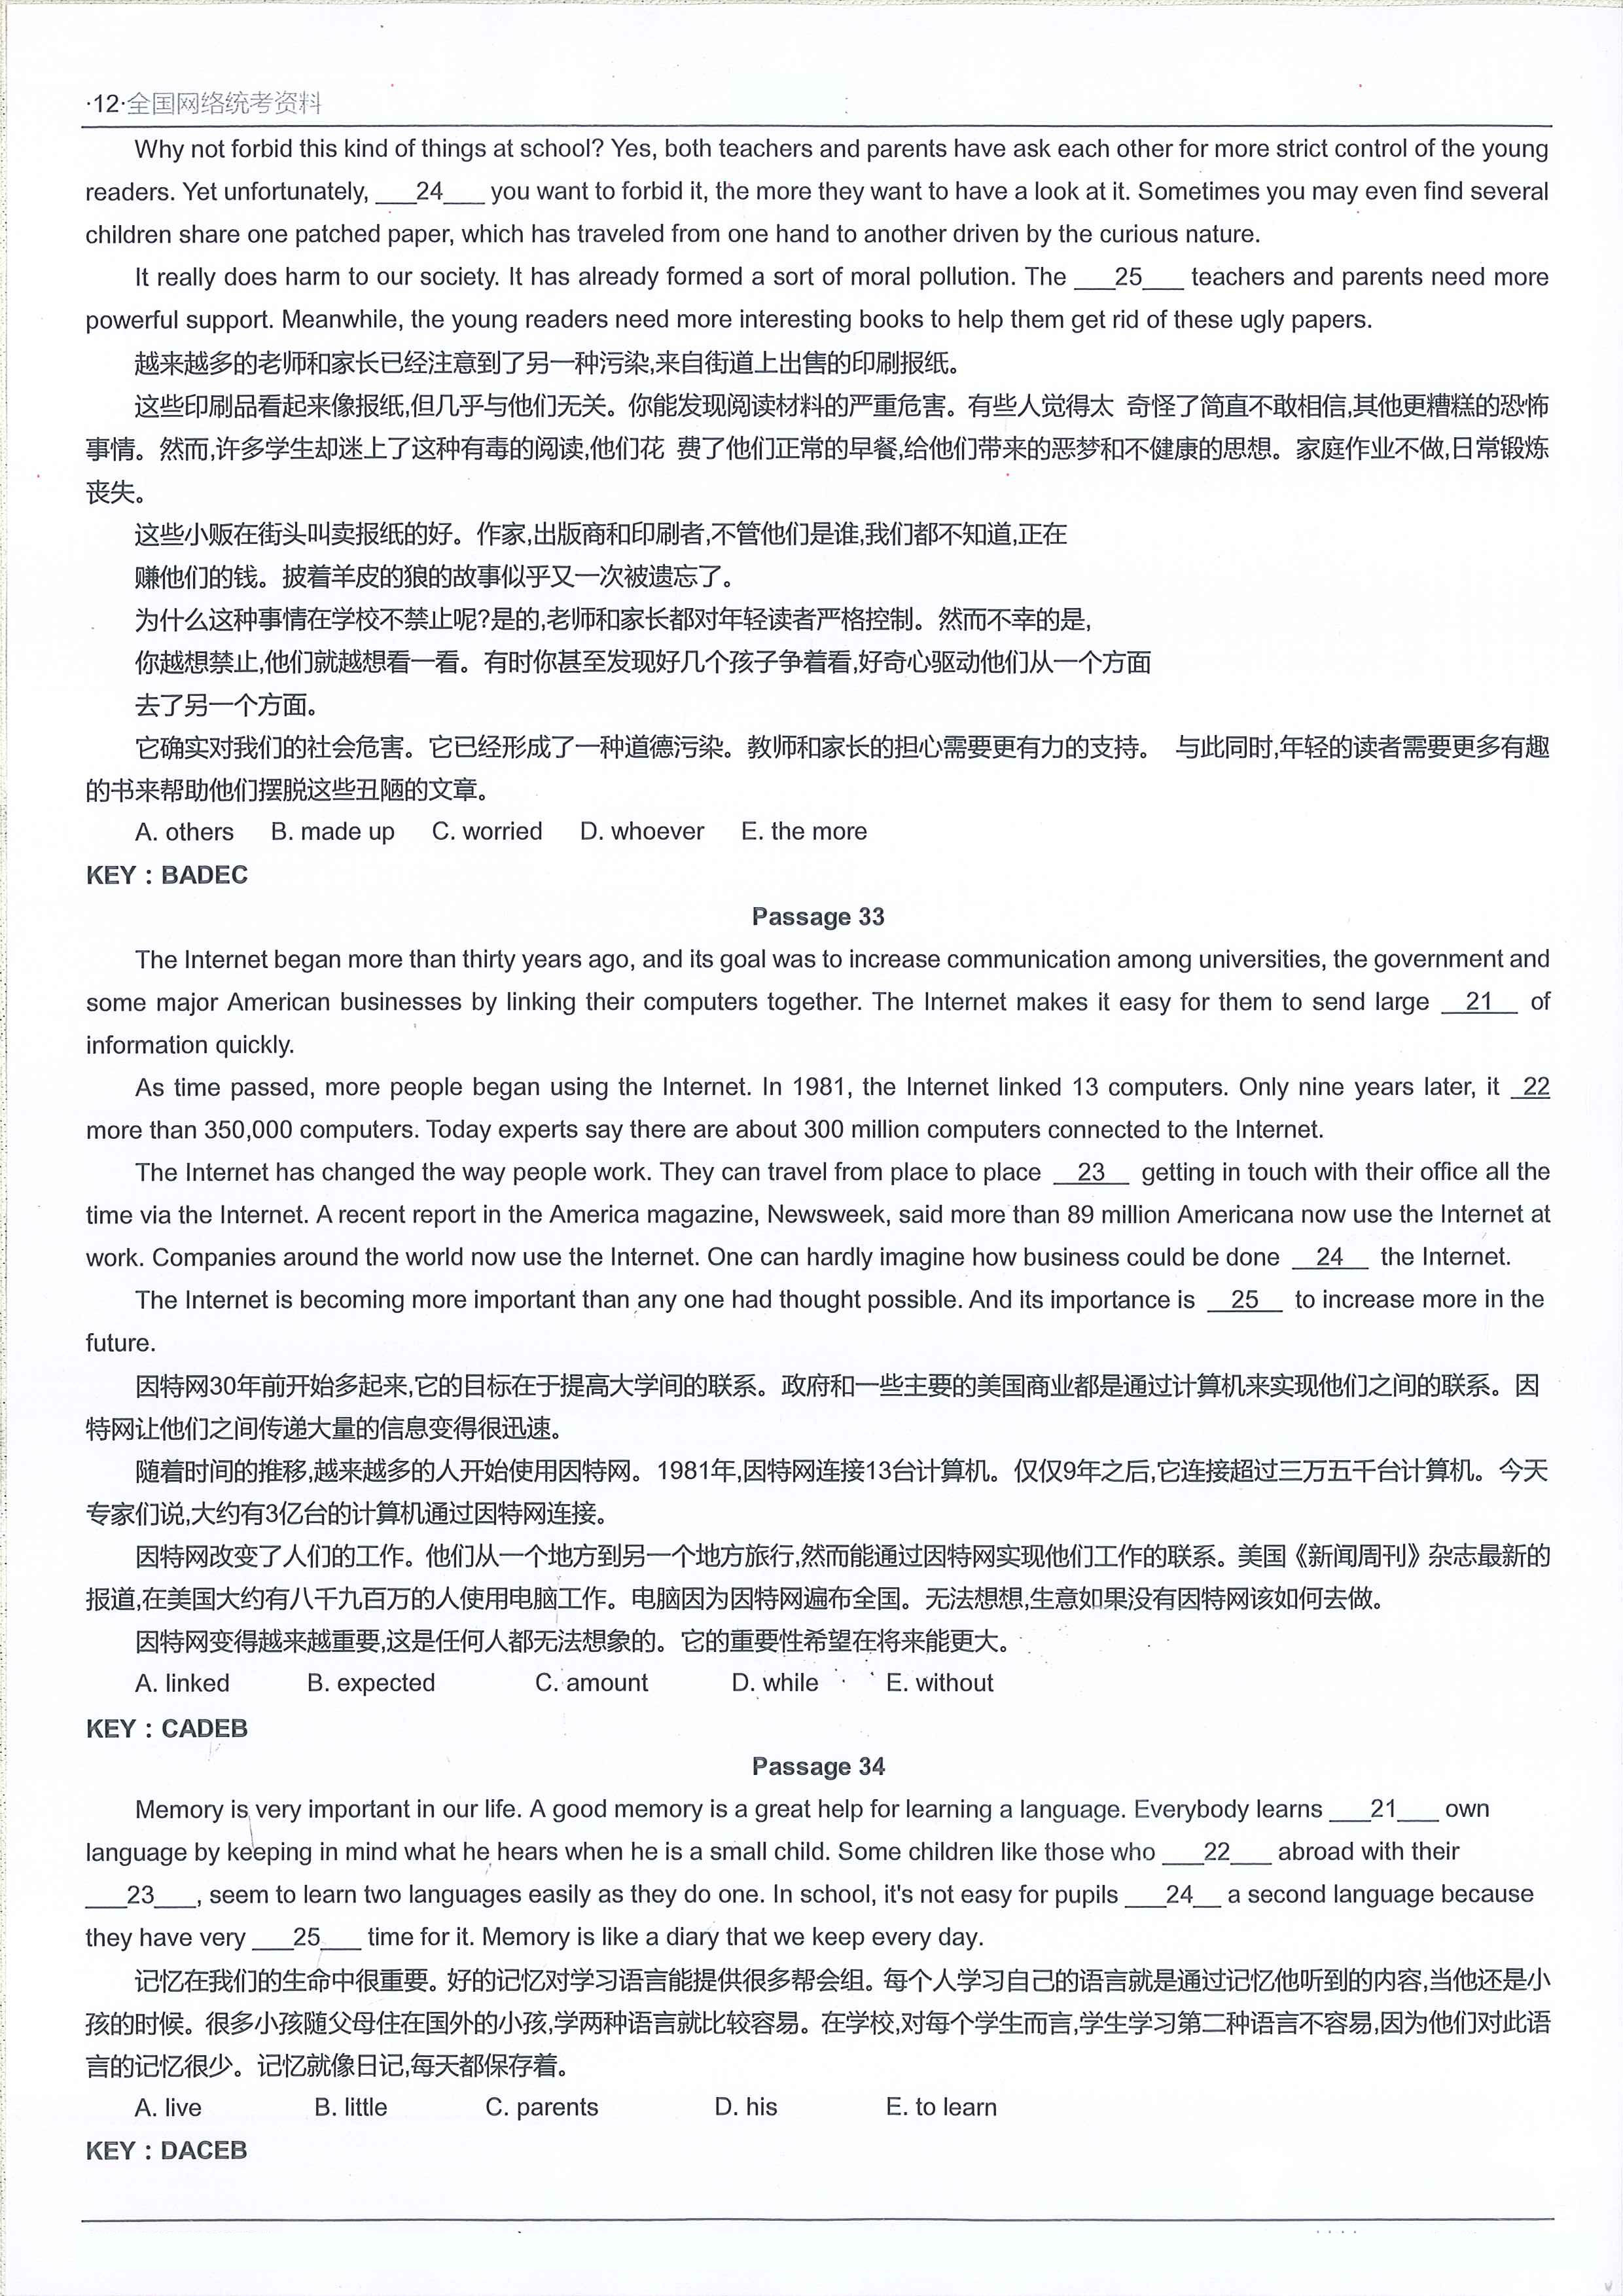 ·12·全国网络统考资料
Why not forbid this kind of things at school? Yes, both teachers and parents have ask each other for more strict control of the young
readers. Yet unfortunately, ___24___ you want to forbid it, the more they want to have a look at it. Sometimes you may even find several
children share one patched paper, which has traveled from one hand to another driven by the curious nature.
It really does harm to our society. It has already formed a sort of moral pollution. The ___25___ teachers and parents need more
powerful support. Meanwhile, the young readers need more interesting books to help them get rid of these ugly papers.
越来越多的老师和家长已经注意到了另一种污染,来自街道上出售的印刷报纸。
这些印刷品看起来像报纸,但几乎与他们无关。你能发现阅读材料的严重危害。有些人觉得太 奇怪了简直不敢相信,其他更糟糕的恐怖
事情。然而,许多学生却迷上了这种有毒的阅读,他们花 费了他们正常的早餐,给他们带来的恶梦和不健康的思想。家庭作业不做,日常锻炼
丧失。
这些小贩在街头叫卖报纸的好。作家,出版商和印刷者,不管他们是谁,我们都不知道,正在
赚他们的钱。披着羊皮的狼的故事似乎又一次被遗忘了。
为什么这种事情在学校不禁止呢?是的,老师和家长都对年轻读者严格控制。然而不幸的是,
你越想禁止,他们就越想看一看。有时你甚至发现好几个孩子争着看,好奇心驱动他们从一个方面
去了另一个方面。
它确实对我们的社会危害。它已经形成了一种道德污染。教师和家长的担心需要更有力的支持。 与此同时,年轻的读者需要更多有趣
的书来帮助他们摆脱这些丑陋的文章。
A. others B. made up C. worried D. whoever E. the more
KEY : BADEC
Passage 33
The Internet began more than thirty years ago, and its goal was to increase communication among universities, the government and
some major American businesses by linking their computers together. The Internet makes it easy for them to send large __21__ of
information quickly.
As time passed, more people began using the Internet. In 1981, the Internet linked 13 computers. Only nine years later, it _22
more than 350,000 computers. Today experts say there are about 300 million computers connected to the Internet.
The Internet has changed the way people work. They can travel from place to place __23__ getting in touch with their office all the
time via the Internet. A recent report in the America magazine, Newsweek, said more than 89 million Americana now use the Internet at
work. Companies around the world now use the Internet. One can hardly imagine how business could be done __24__ the Internet.
The Internet is becoming more important than any one had thought possible. And its importance is __25__ to increase more in the
future.
因特网30年前开始多起来,它的目标在于提高大学间的联系。政府和一些主要的美国商业都是通过计算机来实现他们之间的联系。因
特网让他们之间传递大量的信息变得很迅速。
随着时间的推移,越来越多的人开始使用因特网。1981年,因特网连接13台计算机。仅仅9年之后,它连接超过三万五千台计算机。今天
专家们说,大约有3亿台的计算机通过因特网连接。
因特网改变了人们的工作。他们从一个地方到另一个地方旅行,然而能通过因特网实现他们工作的联系。美国《新闻周刊》杂志最新的
报道,在美国大约有八千九百万的人使用电脑工作。电脑因为因特网遍布全国。无法想想,生意如果没有因特网该如何去做。
因特网变得越来越重要,这是任何人都无法想象的。它的重要性希望在将来能更大。
A. linked B. expected C. amount D. while E. without
KEY : CADEB
Passage 34
Memory is very important in our life. A good memory is a great help for learning a language. Everybody learns ___21___ own
language by keeping in mind what he hears when he is a small child. Some children like those who ___22___ abroad with their
___23___, seem to learn two languages easily as they do one. In school, it's not easy for pupils ___24__ a second language because
they have very ___25___ time for it. Memory is like a diary that we keep every day.
记忆在我们的生命中很重要。好的记忆对学习语言能提供很多帮会组。每个人学习自己的语言就是通过记忆他听到的内容,当他还是小
孩的时候。很多小孩随父母住在国外的小孩,学两种语言就比较容易。在学校,对每个学生而言,学生学习第二种语言不容易,因为他们对此语
言的记忆很少。记忆就像日记,每天都保存着。
A. live B. little C. parents D. his E. to learn
KEY : DACEB